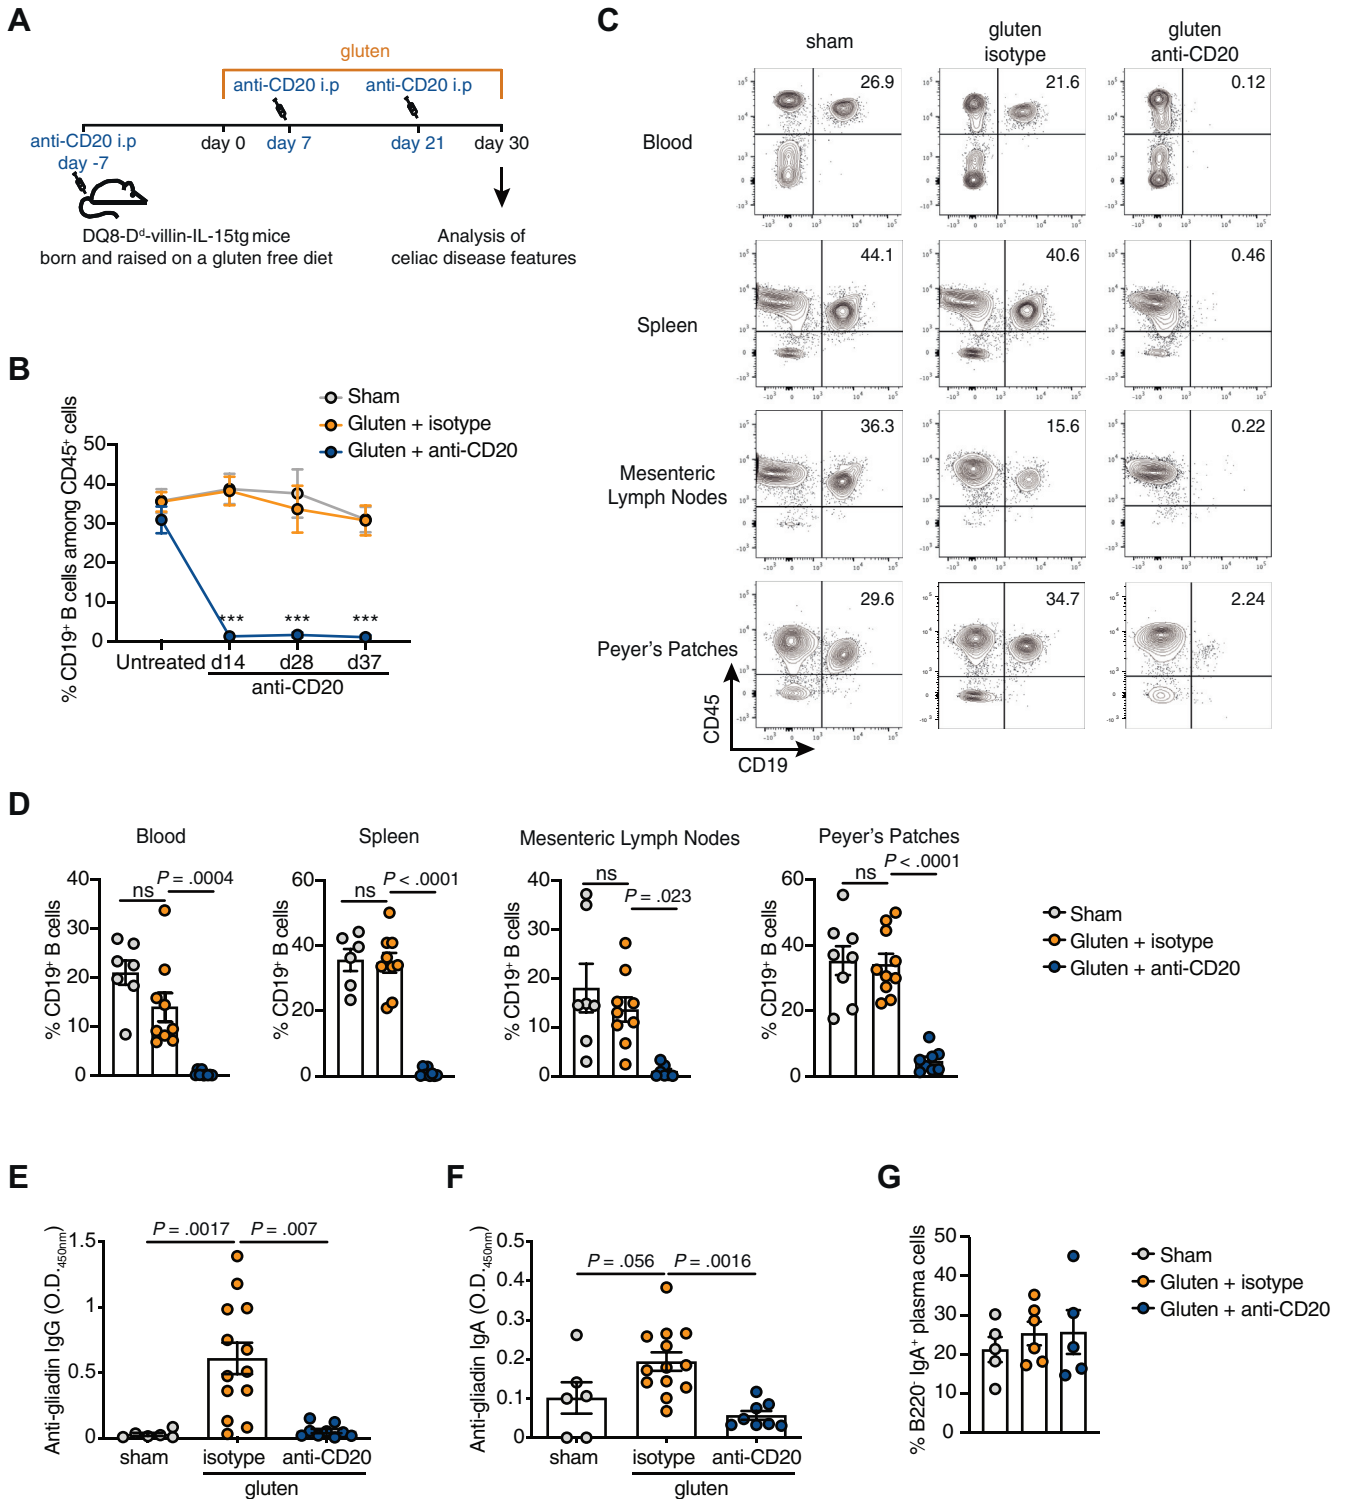 A
gluten
anti-CD20 i.p
anti-CD20 i.p
anti-CD20 i.p
day -7
day 0
day 7
day 21
day 30
DQ8-Dᵈ-villin-IL-15tg mice
born and raised on a gluten free diet
Analysis of
celiac disease features
B
% CD19⁺ B cells among CD45⁺ cells
50
40
30
20
10
0
Sham
Gluten + isotype
Gluten + anti-CD20
***
***
***
Untreated
d14
d28
d37
anti-CD20
C
sham
gluten
isotype
gluten
anti-CD20
Blood
26.9
21.6
0.12
Spleen
44.1
40.6
0.46
Mesenteric
Lymph Nodes
36.3
15.6
0.22
Peyer's Patches
29.6
34.7
2.24
CD45
CD19
D
Blood
% CD19⁺ B cells
40
30
20
10
0
ns
P = .0004
Spleen
% CD19⁺ B cells
60
40
20
0
ns
P < .0001
Mesenteric Lymph Nodes
% CD19⁺ B cells
40
30
20
10
0
ns
P = .023
Peyer's Patches
% CD19⁺ B cells
60
40
20
0
ns
P < .0001
Sham
Gluten + isotype
Gluten + anti-CD20
E
Anti-gliadin IgG (O.D.450nm)
1.5
1
0.5
0
P = .0017
P = .007
sham
isotype
anti-CD20
gluten
F
Anti-gliadin IgA (O.D.450nm)
0.5
0.4
0.3
0.2
0.1
0
P = .056
P = .0016
sham
isotype
anti-CD20
gluten
G
% B220⁻ IgA⁺ plasma cells
50
40
30
20
10
0
Sham
Gluten + isotype
Gluten + anti-CD20